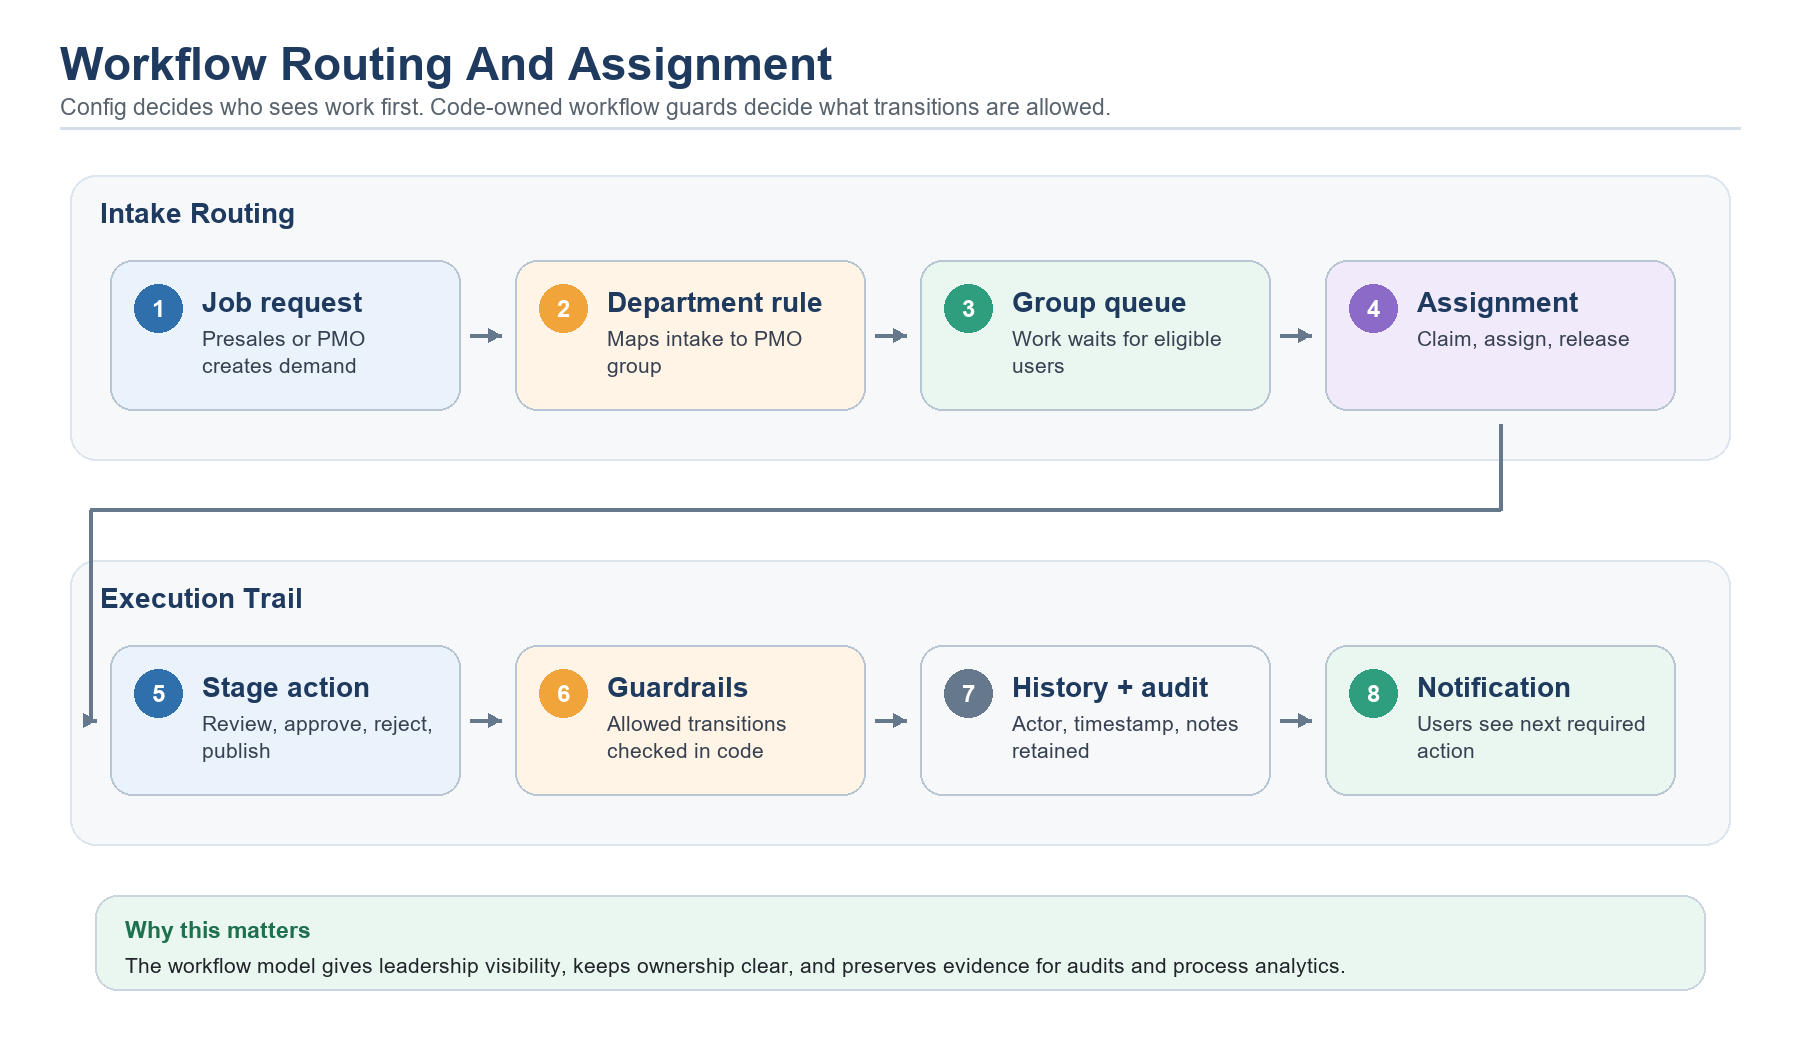 Workflow Routing And Assignment
Config decides who sees work first. Code-owned workflow guards decide what transitions are allowed.
Intake Routing
1
Job request
Presales or PMO
creates demand
2
Department rule
Maps intake to PMO
group
3
Group queue
Work waits for eligible
users
4
Assignment
Claim, assign, release
Execution Trail
5
Stage action
Review, approve, reject,
publish
6
Guardrails
Allowed transitions
checked in code
7
History + audit
Actor, timestamp, notes
retained
8
Notification
Users see next required
action
Why this matters
The workflow model gives leadership visibility, keeps ownership clear, and preserves evidence for audits and process analytics.